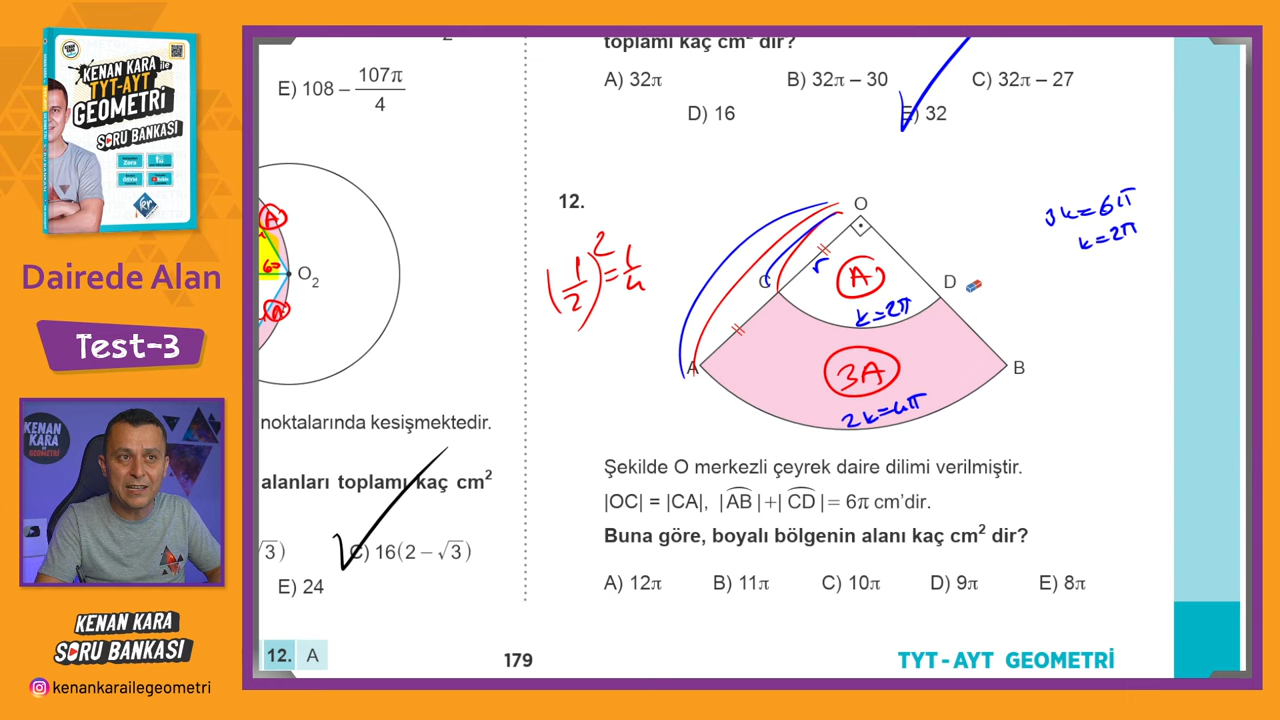 KENAN KARA ile
TYT-AYT
GEOMETRİ
SORU BANKASI
Dairede Alan
Test-3
KENAN
KARA
GEOMETRİ
KENAN KARA
SORU BANKASI
kenankarailegeometri
E) 108 – 107π
4
A
60
O2
A
noktalarında kesişmektedir.
alanları toplamı kaç cm2
√3)
C) 16(2 – √3)
E) 24
12. A
179
toplamı kaç cm2 dir?
A) 32π B) 32π – 30 C) 32π – 27
D) 16 E) 32
12.
(1/2)2 = 1/4
3k=6π
k=2π
O
r
A
C
D
k=2π
A
3A
B
2k=4π
Şekilde O merkezli çeyrek daire dilimi verilmiştir.
|OC| = |CA|, |AB|+|CD|= 6π cm'dir.
Buna göre, boyalı bölgenin alanı kaç cm2 dir?
A) 12π B) 11π C) 10π D) 9π E) 8π
TYT - AYT GEOMETRİ